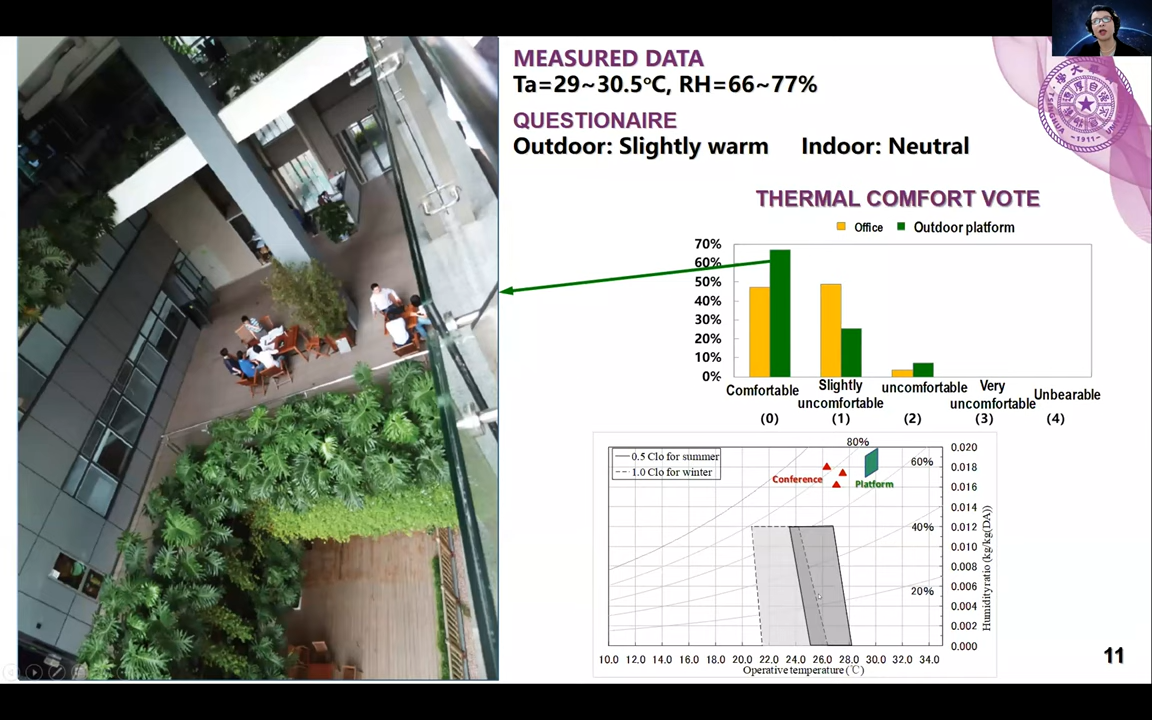 MEASURED DATA
Ta=29~30.5℃, RH=66~77%
QUESTIONAIRE
Outdoor: Slightly warm Indoor: Neutral
THERMAL COMFORT VOTE
Office Outdoor platform
70%
60%
50%
40%
30%
20%
10%
0%
Comfortable
(0)
Slightly
uncomfortable
(1)
uncomfortable
(2)
Very
uncomfortable
(3)
Unbearable
(4)
0.5 Clo for summer
1.0 Clo for winter
Conference
Platform
80%
60%
40%
20%
0.020
0.018
0.016
0.014
0.012
0.010
0.008
0.006
0.004
0.002
0.000
Humidity ratio (kg/kg(DA))
10.0 12.0 14.0 16.0 18.0 20.0 22.0 24.0 26.0 28.0 30.0 32.0 34.0
Operative temperature (℃)
TSINGHUA
-1911-
11